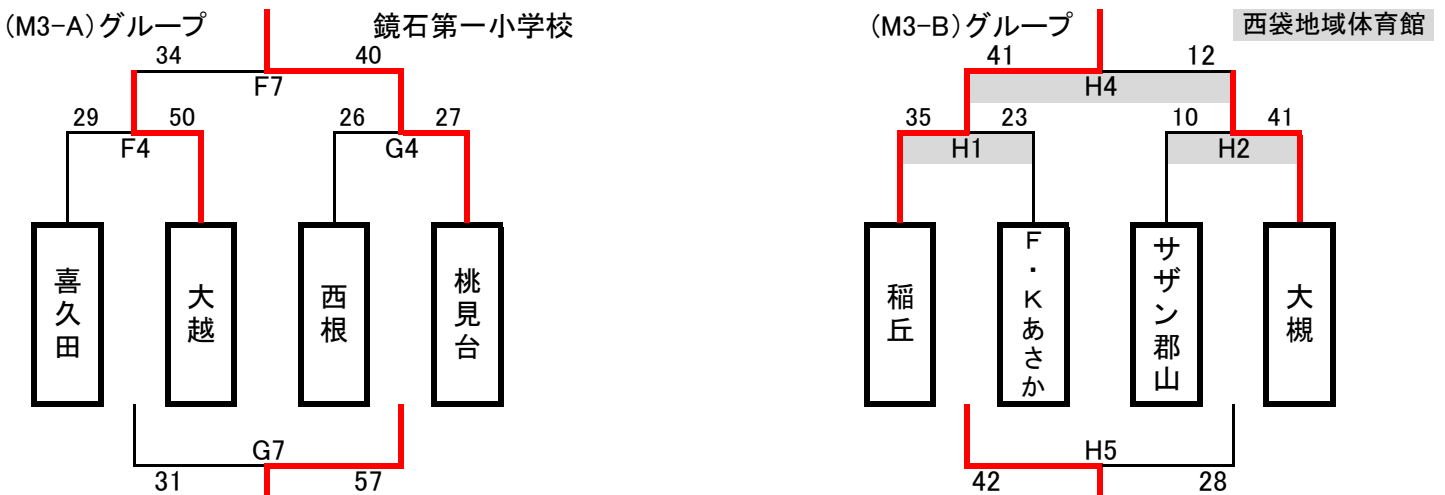 (M3-A)グループ 鏡石第一小学校
34 40
F7
29 50 26 27
F4 G4
喜久田
大越
西根
桃見台
G7
31 57
(M3-B)グループ 西袋地域体育館
41 12
H4
35 23 10 41
H1 H2
稲丘
F・Kあさか
サザン郡山
大槻
H5
42 28